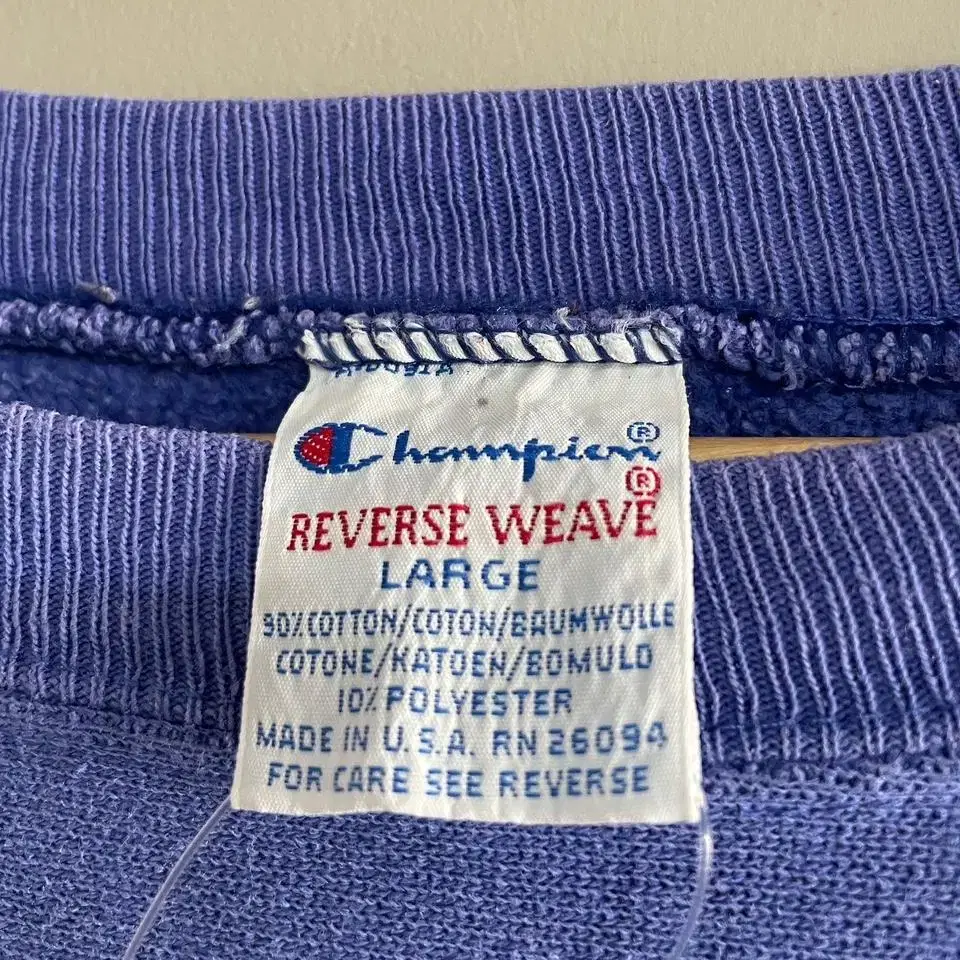 Champion®
REVERSE WEAVE®
LARGE
90% COTTON/COTON/BAUMWOLLE
COTONE/KATOEN/BOMULD
10% POLYESTER
MADE IN U.S.A. RN 26094
FOR CARE SEE REVERSE